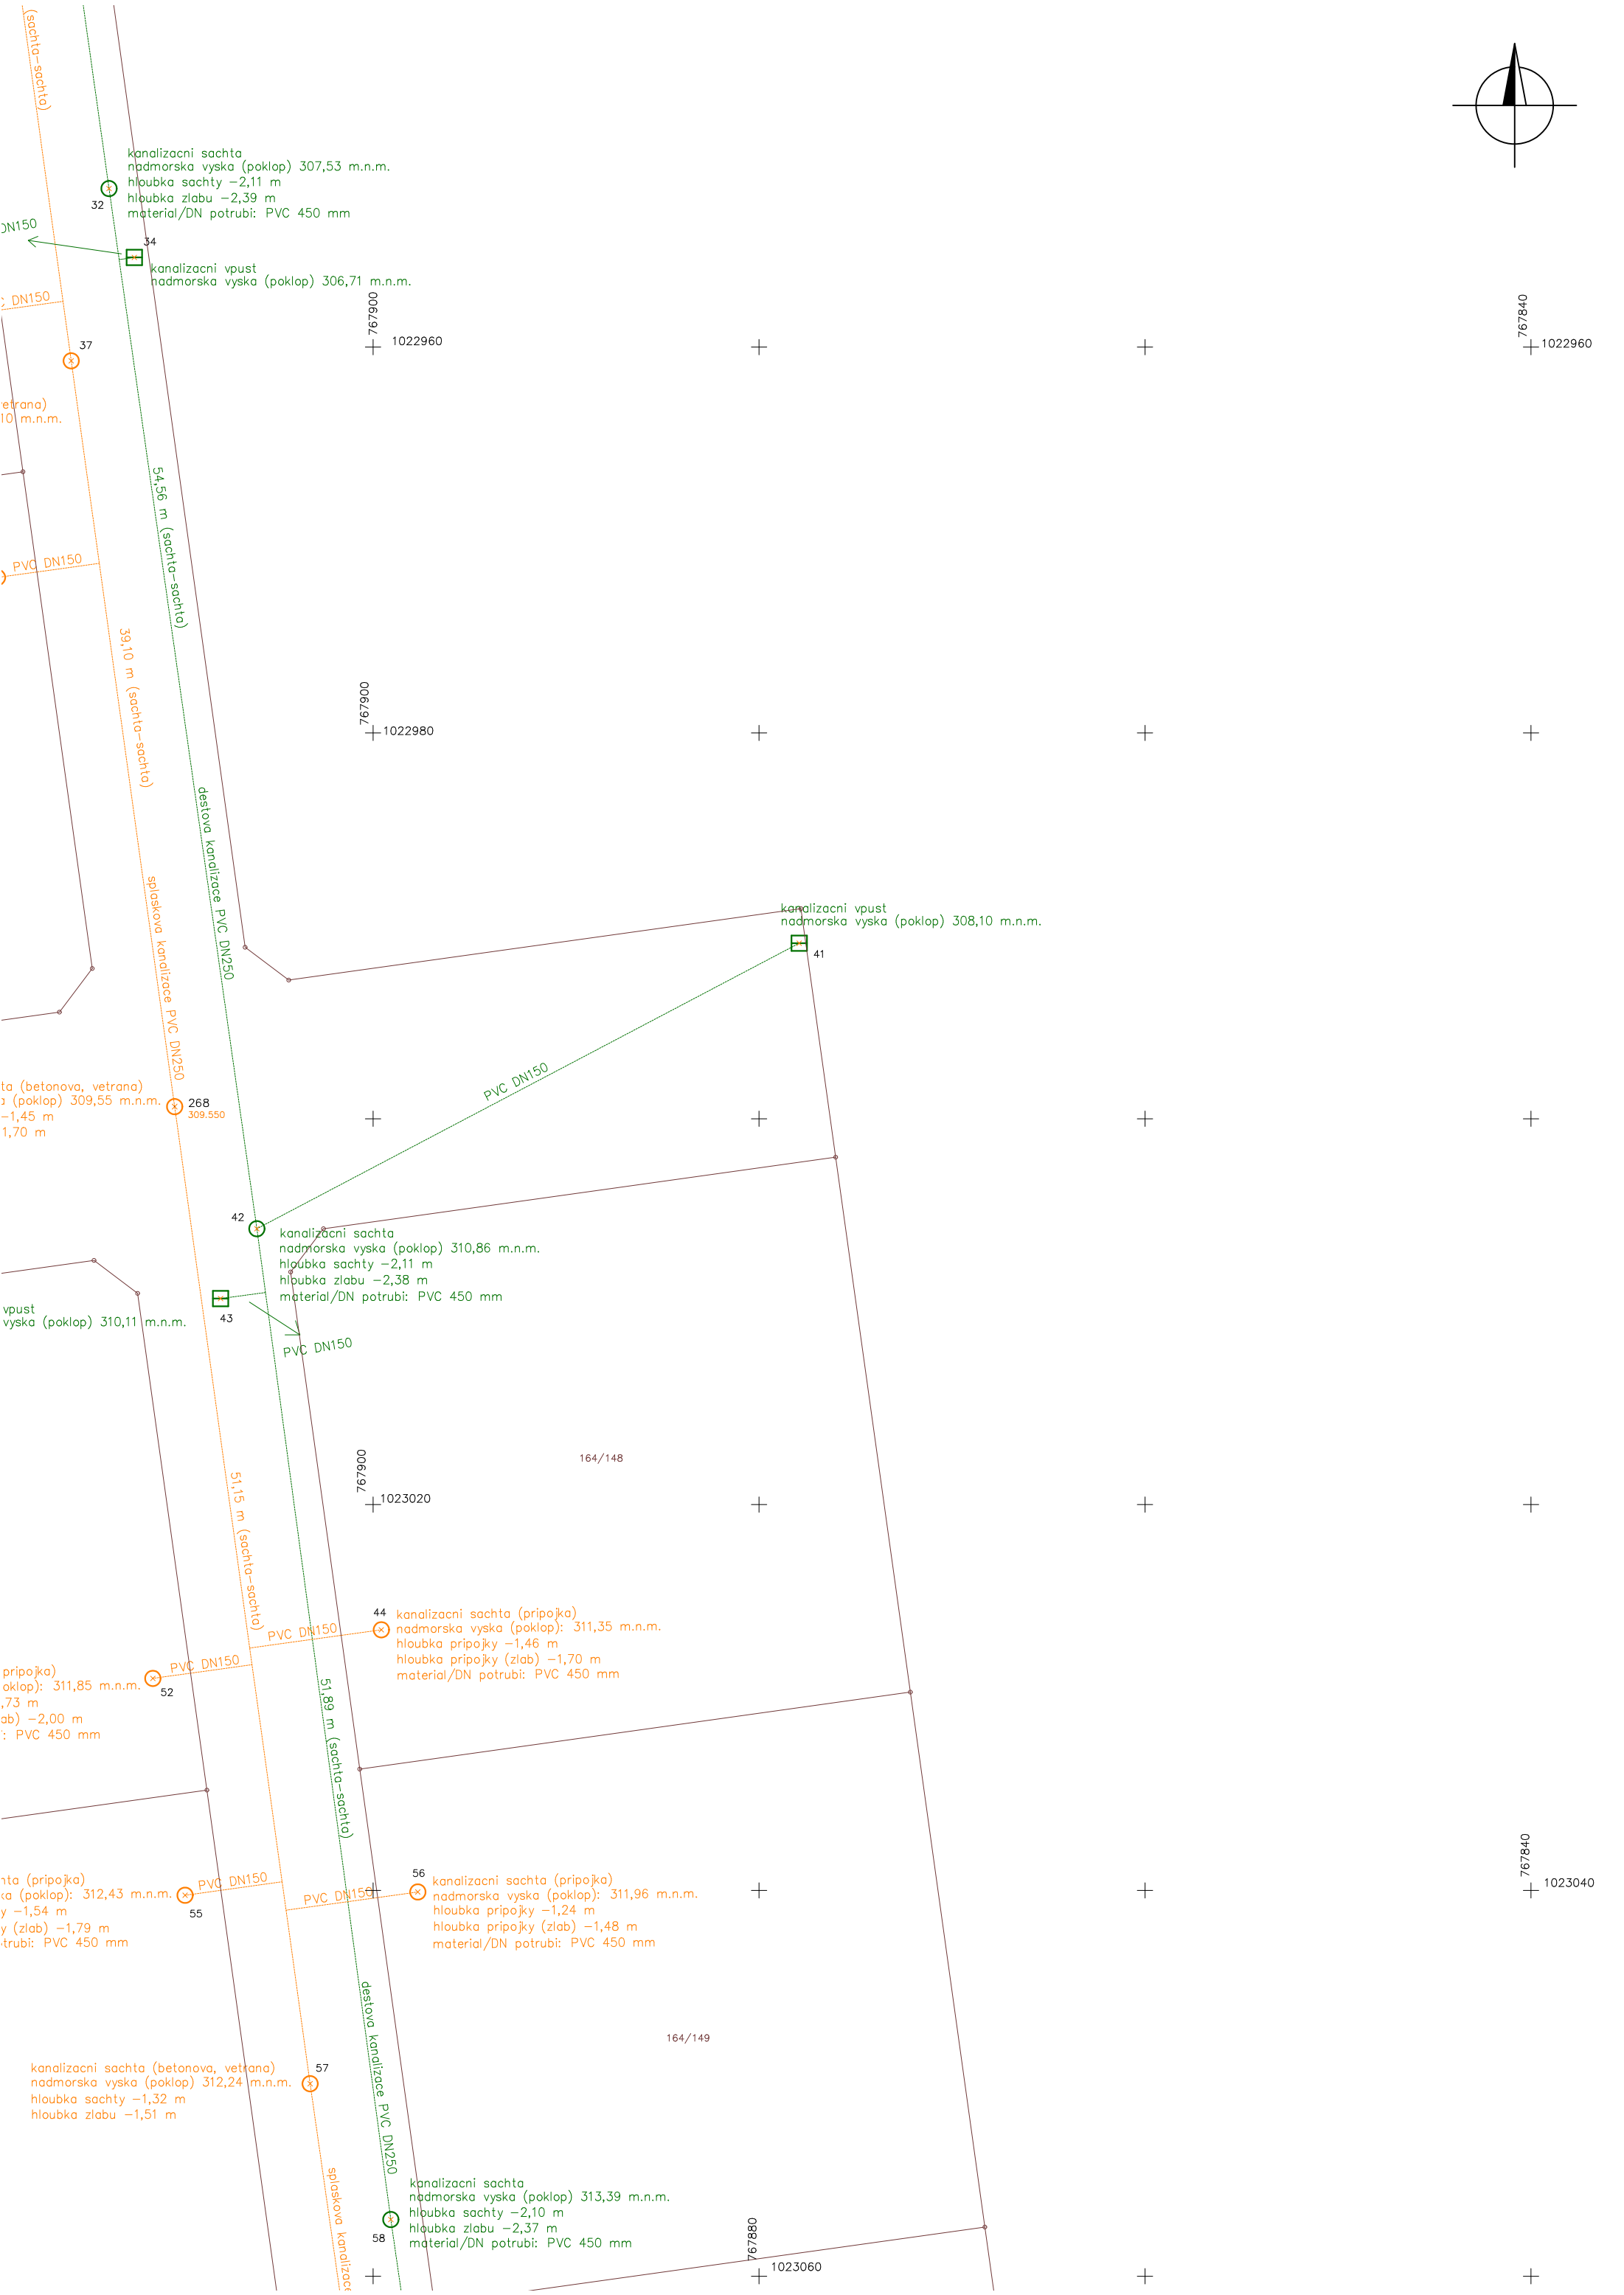 (sachta-sachta)
kanalizacni sachta
nadmorska vyska (poklop) 307,53 m.n.m.
hloubka sachty -2,11 m
hloubka zlabu -2,39 m
material/DN potrubi: PVC 450 mm
32
DN150
34
kanalizacni vpust
nadmorska vyska (poklop) 306,71 m.n.m.
DN150
37
767900
1022960
767840
1022960
10 m.n.m.
54,56 m (sachta-sachta)
PVC DN150
39,10 m (sachta-sachta)
767900
1022980
destova kanalizace PVC DN250
splaskova kanalizace PVC DN250
kanalizacni vpust
nadmorska vyska (poklop) 308,10 m.n.m.
41
PVC DN150
(betonova, vetrana)
(poklop) 309,55 m.n.m.
-1,45 m
1,70 m
268
309.550
42
kanalizacni sachta
nadmorska vyska (poklop) 310,86 m.n.m.
hloubka sachty -2,11 m
hloubka zlabu -2,38 m
material/DN potrubi: PVC 450 mm
vpust
vyska (poklop) 310,11 m.n.m.
43
PVC DN150
164/148
767900
1023020
51,15 m (sachta-sachta)
44
kanalizacni sachta (pripojka)
nadmorska vyska (poklop): 311,35 m.n.m.
hloubka pripojky -1,46 m
hloubka pripojky (zlab) -1,70 m
material/DN potrubi: PVC 450 mm
PVC DN150
PVC DN150
pripojka)
311,85 m.n.m.
,73 m
-2,00 m
: PVC 450 mm
52
51,89 m (sachta-sachta)
767840
1023040
(pripojka)
(poklop): 312,43 m.n.m.
-1,54 m
(zlab) -1,79 m
PVC 450 mm
PVC DN150
55
PVC DN150
56
kanalizacni sachta (pripojka)
nadmorska vyska (poklop): 311,96 m.n.m.
hloubka pripojky -1,24 m
hloubka pripojky (zlab) -1,48 m
material/DN potrubi: PVC 450 mm
destova kanalizace PVC DN250
164/149
kanalizacni sachta (betonova, vetrana)
nadmorska vyska (poklop) 312,24 m.n.m.
hloubka sachty -1,32 m
hloubka zlabu -1,51 m
57
splaskova kanalizace
kanalizacni sachta
nadmorska vyska (poklop) 313,39 m.n.m.
hloubka sachty -2,10 m
hloubka zlabu -2,37 m
material/DN potrubi: PVC 450 mm
58
767880
1023060